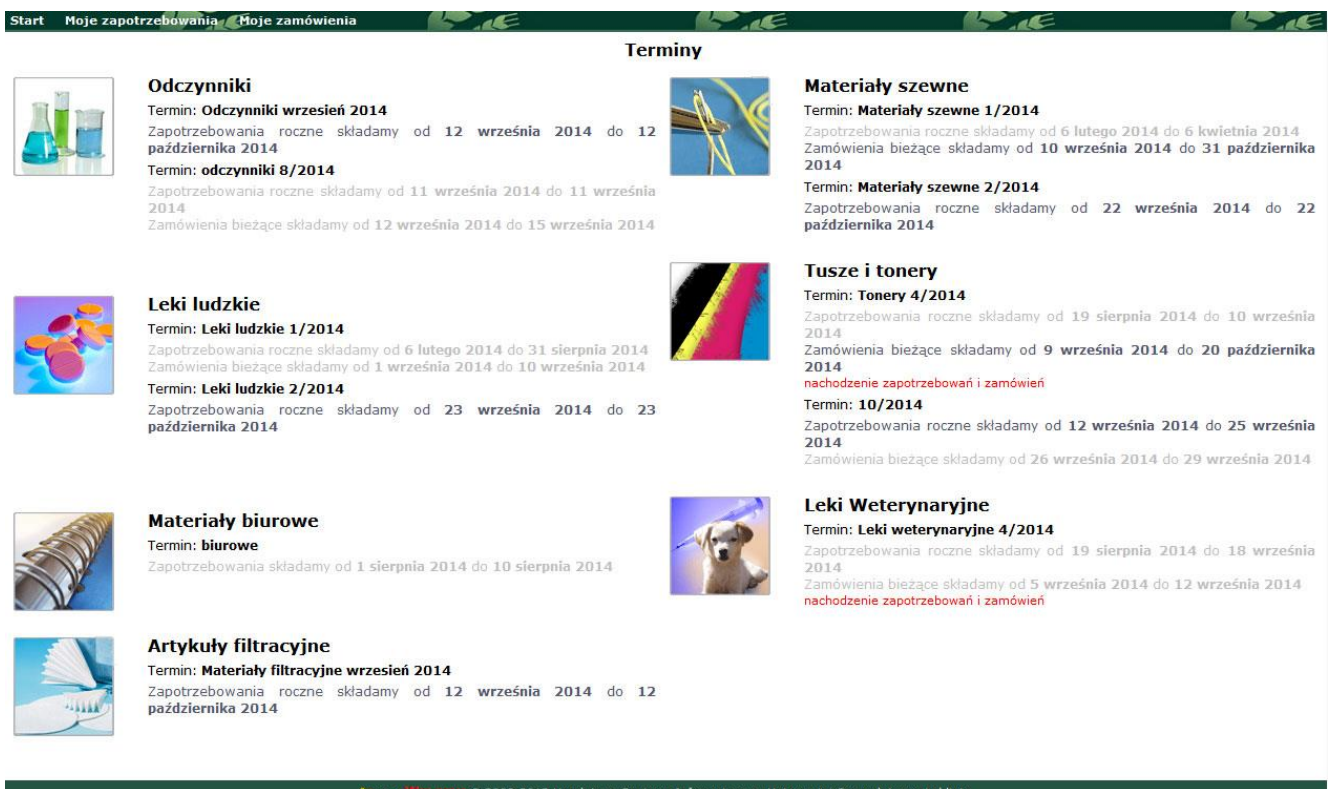 Start Moje zapotrzebowania Moje zamówienia
Terminy
Odczynniki
Termin: Odczynniki wrzesień 2014
Zapotrzebowania roczne składamy od 12 września 2014 do 12
października 2014
Termin: odczynniki 8/2014
Zapotrzebowania roczne składamy od 11 września 2014 do 11 września
2014
Zamówienia bieżące składamy od 12 września 2014 do 15 września 2014
Leki ludzkie
Termin: Leki ludzkie 1/2014
Zapotrzebowania roczne składamy od 6 lutego 2014 do 31 sierpnia 2014
Zamówienia bieżące składamy od 1 września 2014 do 10 września 2014
Termin: Leki ludzkie 2/2014
Zapotrzebowania roczne składamy od 23 września 2014 do 23
października 2014
Materiały biurowe
Termin: biurowe
Zapotrzebowania składamy od 1 sierpnia 2014 do 10 sierpnia 2014
Artykuły filtracyjne
Termin: Materiały filtracyjne wrzesień 2014
Zapotrzebowania roczne składamy od 12 września 2014 do 12
października 2014
Materiały szewne
Termin: Materiały szewne 1/2014
Zapotrzebowania roczne składamy od 6 lutego 2014 do 6 kwietnia 2014
Zamówienia bieżące składamy od 10 września 2014 do 31 października
2014
Termin: Materiały szewne 2/2014
Zapotrzebowania roczne składamy od 22 września 2014 do 22
października 2014
Tusze i tonery
Termin: Tonery 4/2014
Zapotrzebowania roczne składamy od 19 sierpnia 2014 do 10 września
2014
Zamówienia bieżące składamy od 9 września 2014 do 20 października
2014
nachodzenie zapotrzebowań i zamówień
Termin: 10/2014
Zapotrzebowania roczne składamy od 12 września 2014 do 25 września
2014
Zamówienia bieżące składamy od 26 września 2014 do 29 września 2014
Leki Weterynaryjne
Termin: Leki weterynaryjne 4/2014
Zapotrzebowania roczne składamy od 19 sierpnia 2014 do 18 września
2014
Zamówienia bieżące składamy od 5 września 2014 do 12 września 2014
nachodzenie zapotrzebowań i zamówień